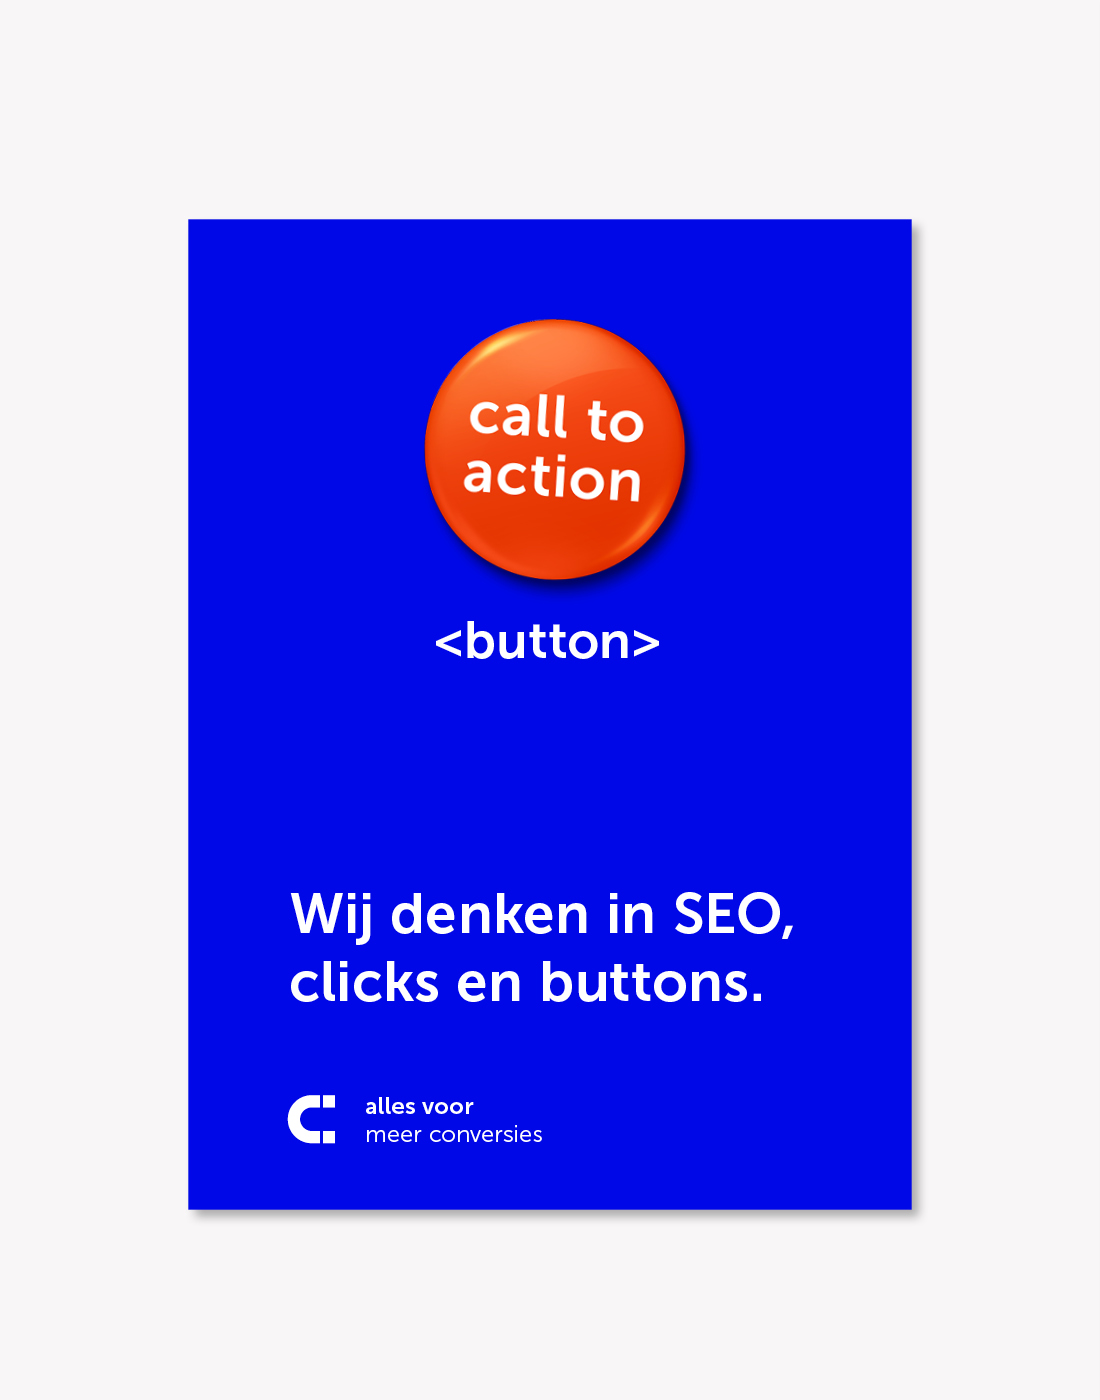 call to
action
<button>
Wij denken in SEO,
clicks en buttons.
alles voor
meer conversies